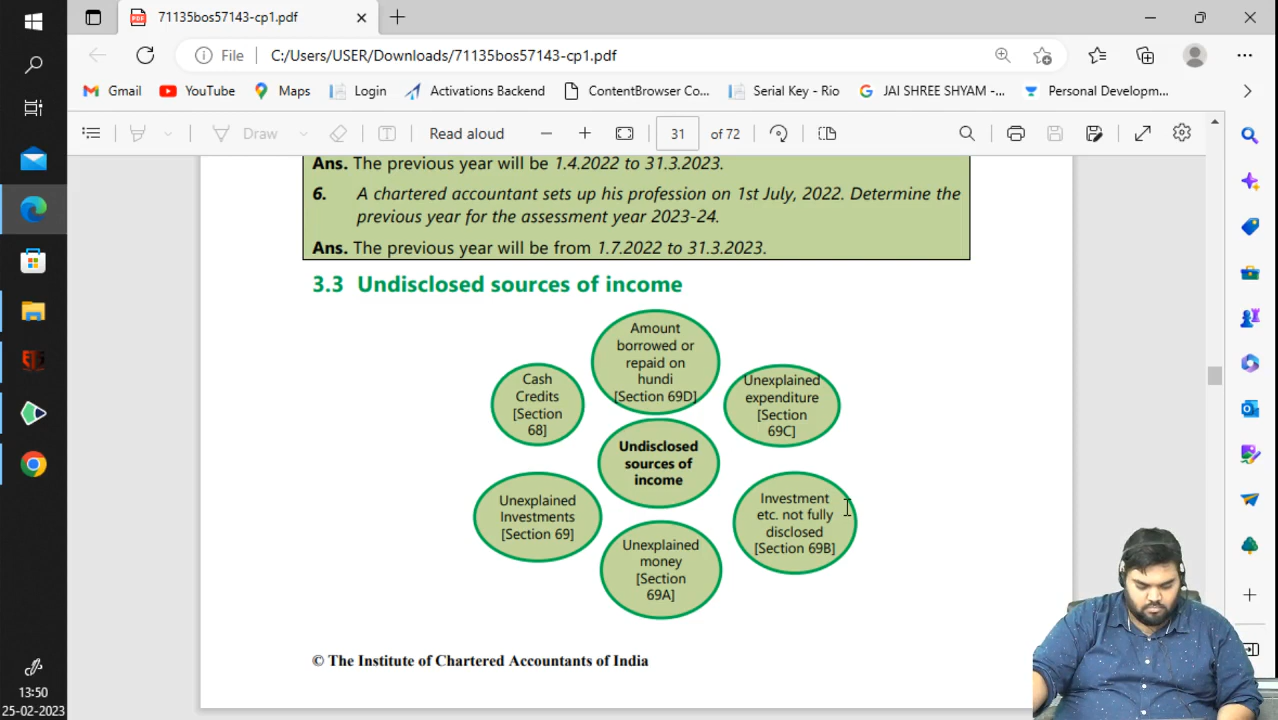 71135bos57143-cp1.pdf
File C:/Users/USER/Downloads/71135bos57143-cp1.pdf
Gmail YouTube Maps Login Activations Backend ContentBrowser Co... Serial Key - Rio JAI SHREE SHYAM -... Personal Developm...
Draw Read aloud 31 of 72
Ans. The previous year will be 1.4.2022 to 31.3.2023.
6. A chartered accountant sets up his profession on 1st July, 2022. Determine the
previous year for the assessment year 2023-24.
Ans. The previous year will be from 1.7.2022 to 31.3.2023.
3.3 Undisclosed sources of income
Amount
borrowed or
repaid on
hundi
[Section 69D]
Cash
Credits
[Section
68]
Unexplained
expenditure
[Section
69C]
Undisclosed
sources of
income
Unexplained
Investments
[Section 69]
Investment
etc. not fully
disclosed
[Section 69B]
Unexplained
money
[Section
69A]
© The Institute of Chartered Accountants of India
13:50
25-02-2023